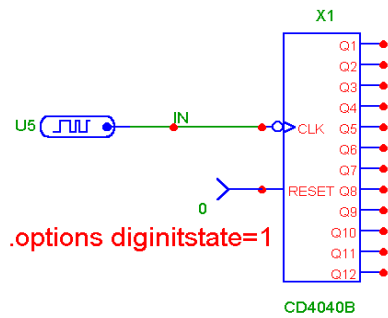 X1
Q1
Q2
Q3
Q4
U5
IN
CLK
Q5
Q6
Q7
RESET
Q8
0
Q9
Q10
.options diginitstate=1
Q11
Q12
CD4040B